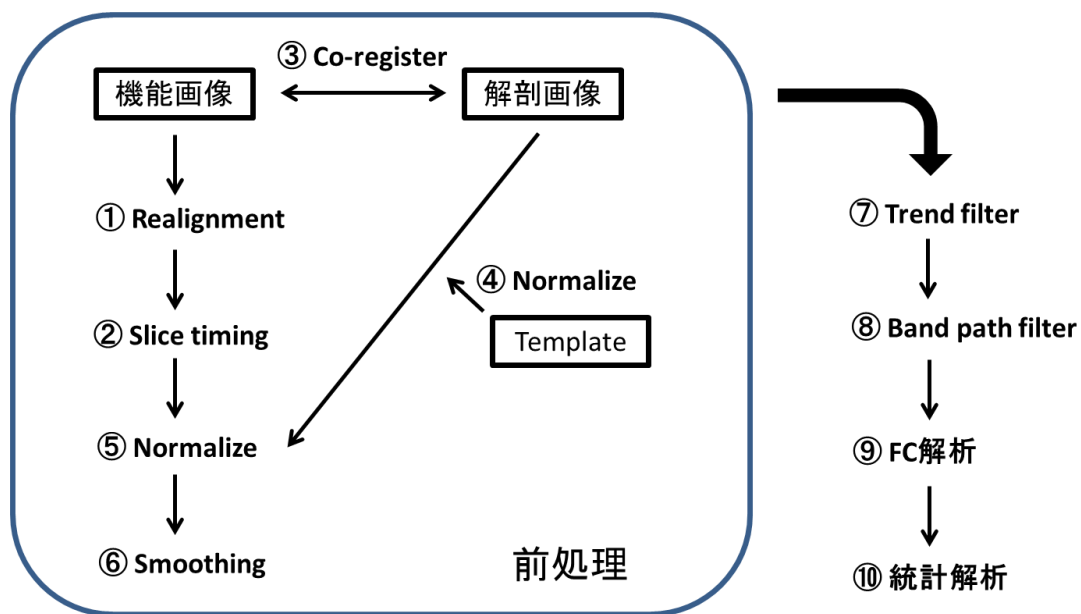 ③ Co-register
機能画像
解剖画像
① Realignment
② Slice timing
④ Normalize
Template
⑤ Normalize
⑥ Smoothing
前処理
⑦ Trend filter
⑧ Band path filter
⑨ FC解析
⑩ 統計解析